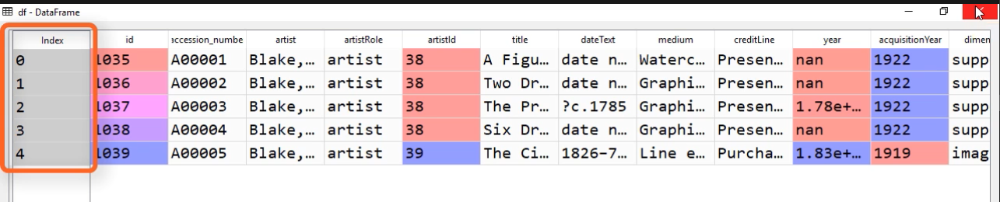 df - DataFrame
Index id accession_numbe artist artistRole artistId title dateText medium creditLine year acquisitionYear dimen
0 1035 A00001 Blake,… artist 38 A Figu… date n… Waterc… Presen… nan 1922 supp
1 1036 A00002 Blake,… artist 38 Two Dr… date n… Graphi… Presen… nan 1922 supp
2 1037 A00003 Blake,… artist 38 The Pr… ?c.1785 Graphi… Presen… 1.78e+… 1922 supp
3 1038 A00004 Blake,… artist 38 Six Dr… date n… Graphi… Presen… nan 1922 supp
4 1039 A00005 Blake,… artist 39 The Ci… 1826–7… Line e… Purcha… 1.83e+… 1919 imag